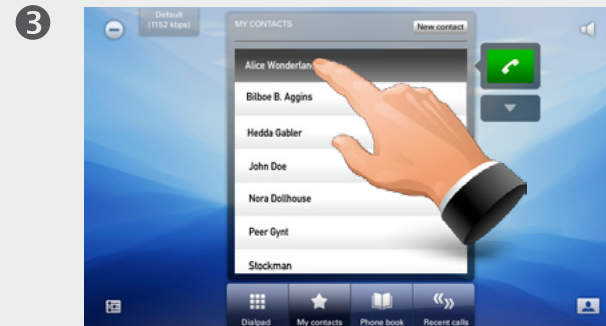 3
Default
(1152 kbps)
MY CONTACTS
New contact
Alice Wonderlan
Bilboe B. Aggins
Hedda Gabler
John Doe
Nora Dollhouse
Peer Gynt
Stockman
Dialpad
My contacts
Phone book
Recent calls